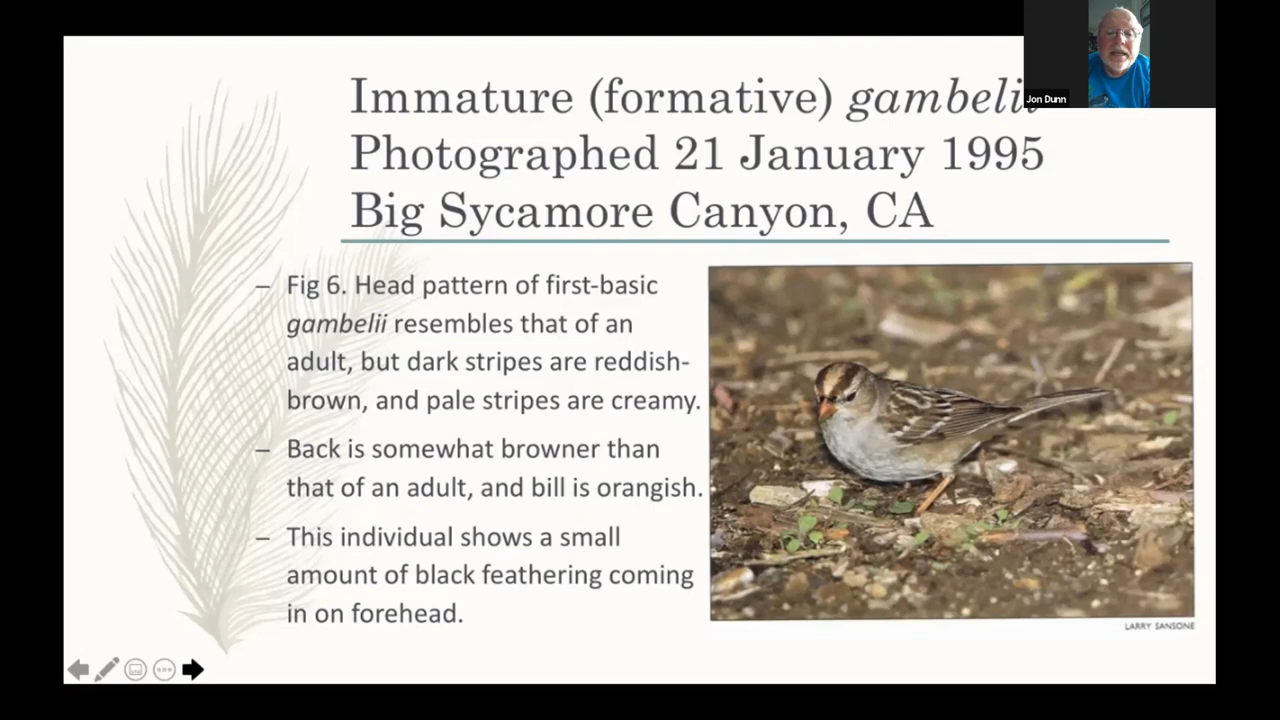 Immature (formative) gambelii
Photographed 21 January 1995
Big Sycamore Canyon, CA
Jon Dunn
– Fig 6. Head pattern of first-basic
gambelii resembles that of an
adult, but dark stripes are reddish-
brown, and pale stripes are creamy.
– Back is somewhat browner than
that of an adult, and bill is orangish.
– This individual shows a small
amount of black feathering coming
in on forehead.
LARRY SANSONE